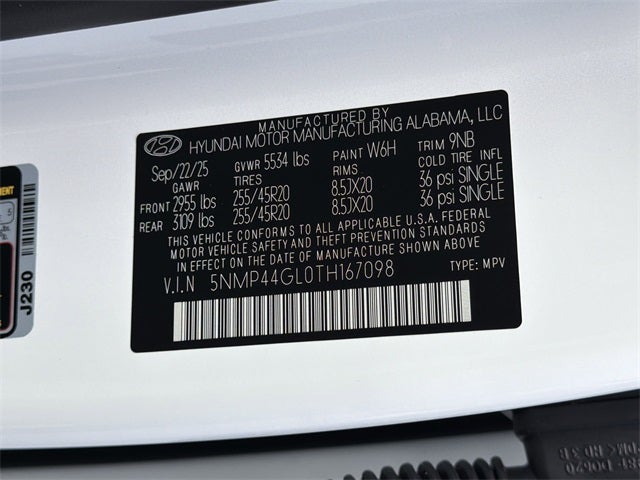 MANUFACTURED BY
HYUNDAI MOTOR MANUFACTURING ALABAMA, LLC
Sep/22/25 GVWR 5534 lbs PAINT W6H TRIM 9NB
GAWR TIRES RIMS COLD TIRE INFL
FRONT 2955 lbs 255/45R20 8.5JX20 36 psi SINGLE
REAR 3109 lbs 255/45R20 8.5JX20 36 psi SINGLE
THIS VEHICLE CONFORMS TO ALL APPLICABLE U.S.A. FEDERAL
MOTOR VEHICLE SAFETY AND THEFT PREVENTION STANDARDS
IN EFFECT ON THE DATE OF MANUFACTURE SHOWN ABOVE.
V.I.N 5NMP44GL0TH167098 TYPE: MPV
J230